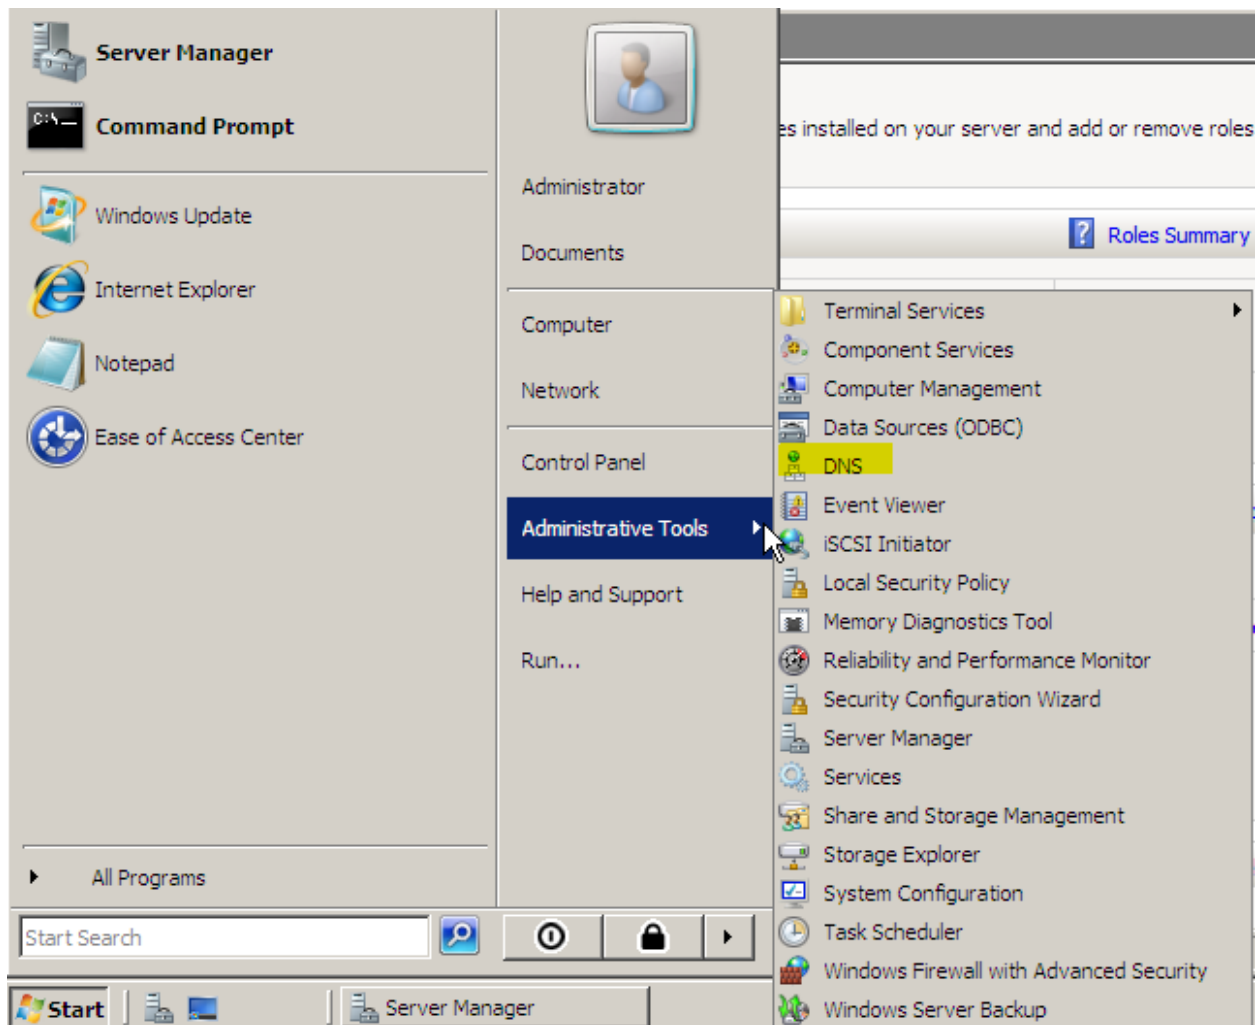 Server Manager
Command Prompt
Windows Update
Internet Explorer
Notepad
Ease of Access Center
All Programs
Start Search
Administrator
Documents
Computer
Network
Control Panel
Administrative Tools
Help and Support
Run...
es installed on your server and add or remove roles
Roles Summary
Terminal Services
Component Services
Computer Management
Data Sources (ODBC)
DNS
Event Viewer
iSCSI Initiator
Local Security Policy
Memory Diagnostics Tool
Reliability and Performance Monitor
Security Configuration Wizard
Server Manager
Services
Share and Storage Management
Storage Explorer
System Configuration
Task Scheduler
Windows Firewall with Advanced Security
Windows Server Backup
Start
Server Manager